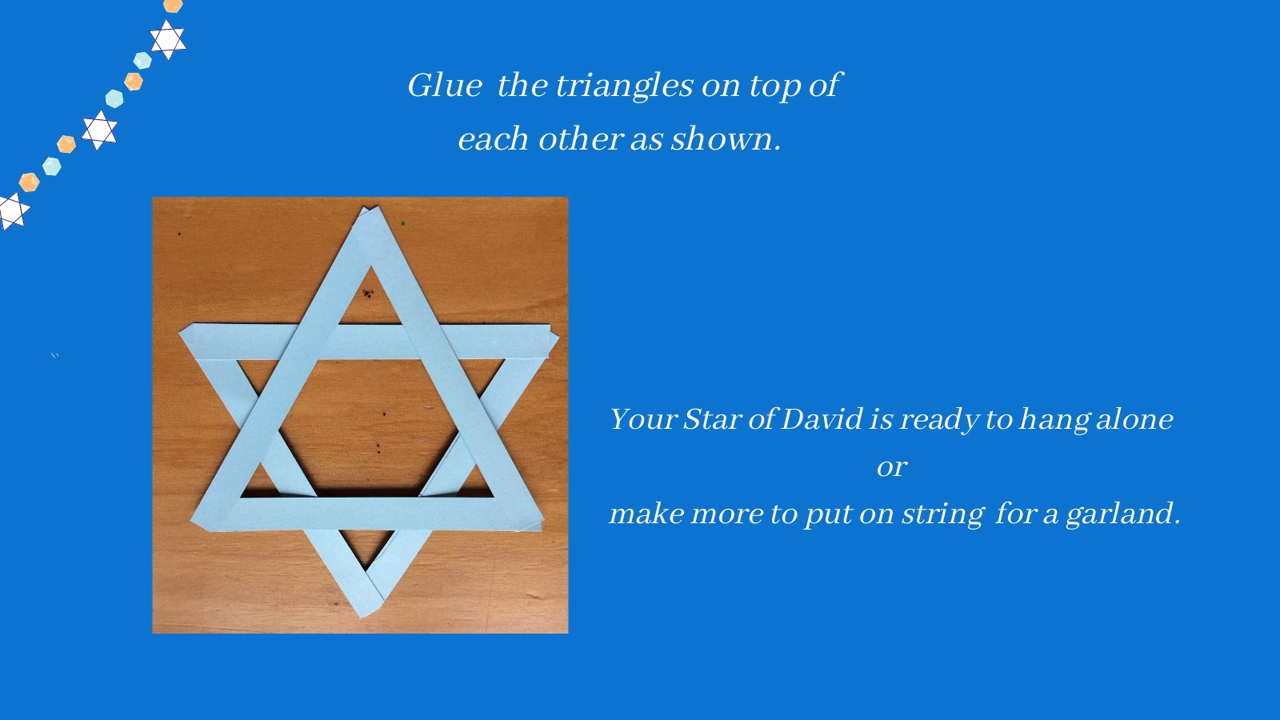 Glue the triangles on top of
each other as shown.
Your Star of David is ready to hang alone
or
make more to put on string for a garland.